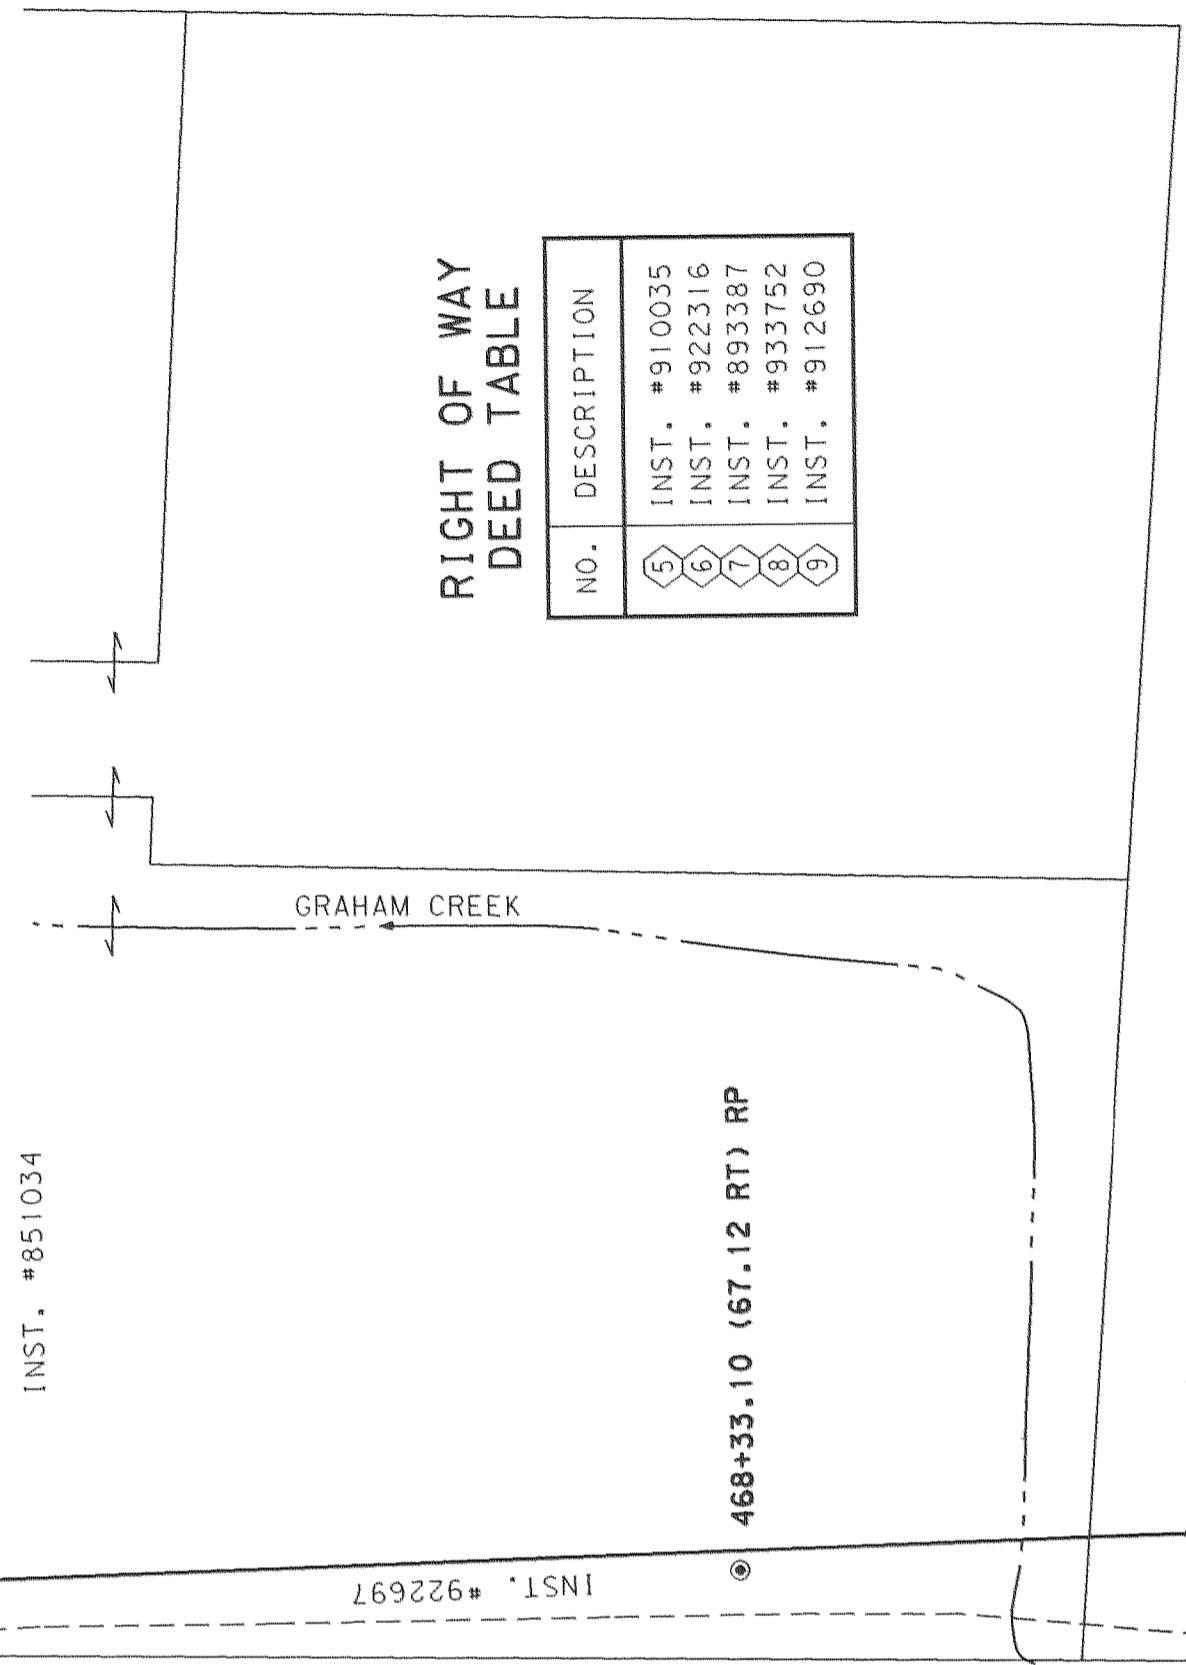 RIGHT OF WAY
DEED TABLE
NO. DESCRIPTION
5 INST. #910035
6 INST. #922316
7 INST. #893387
8 INST. #933752
9 INST. #912690
GRAHAM CREEK
INST. #851034
468+33.10 (67.12 RT) RP
INST. #922697